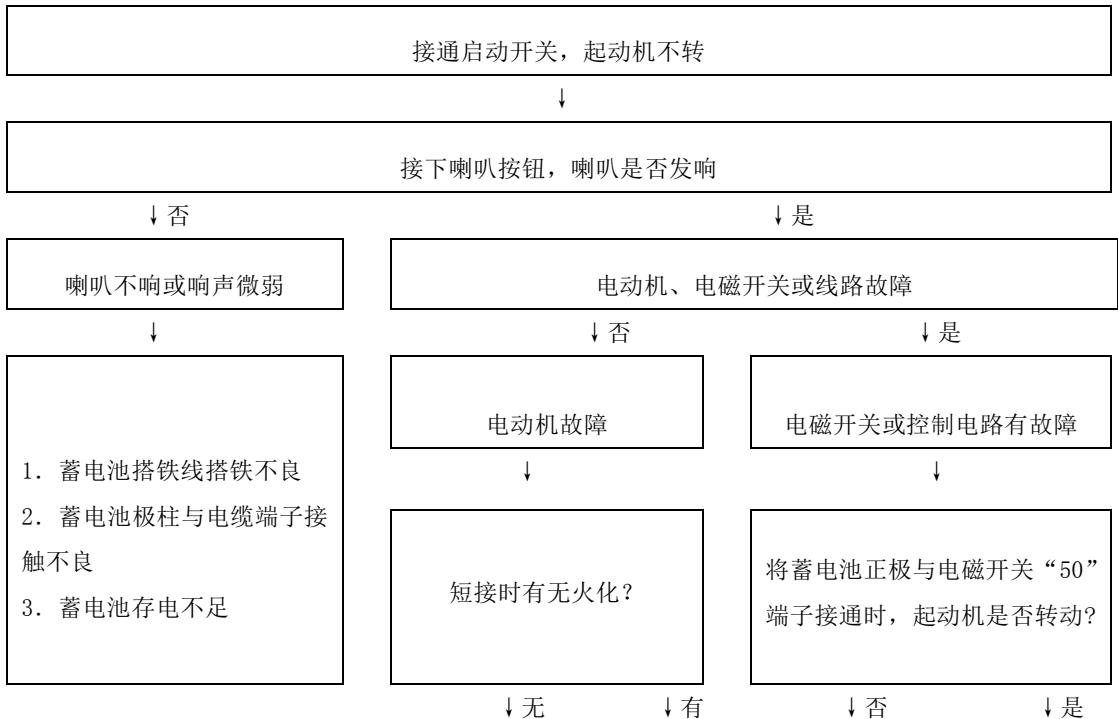 接通启动开关，起动机不转
↓
接下喇叭按钮，喇叭是否发响
↓否 ↓是
喇叭不响或响声微弱
电动机、电磁开关或线路故障
↓ ↓否 ↓是
1．蓄电池搭铁线搭铁不良
2．蓄电池极柱与电缆端子接
触不良
3．蓄电池存电不足
电动机故障
电磁开关或控制电路有故障
↓ ↓
短接时有无火化？
将蓄电池正极与电磁开关“50”
端子接通时，起动机是否转动?
↓无 ↓有 ↓否 ↓是